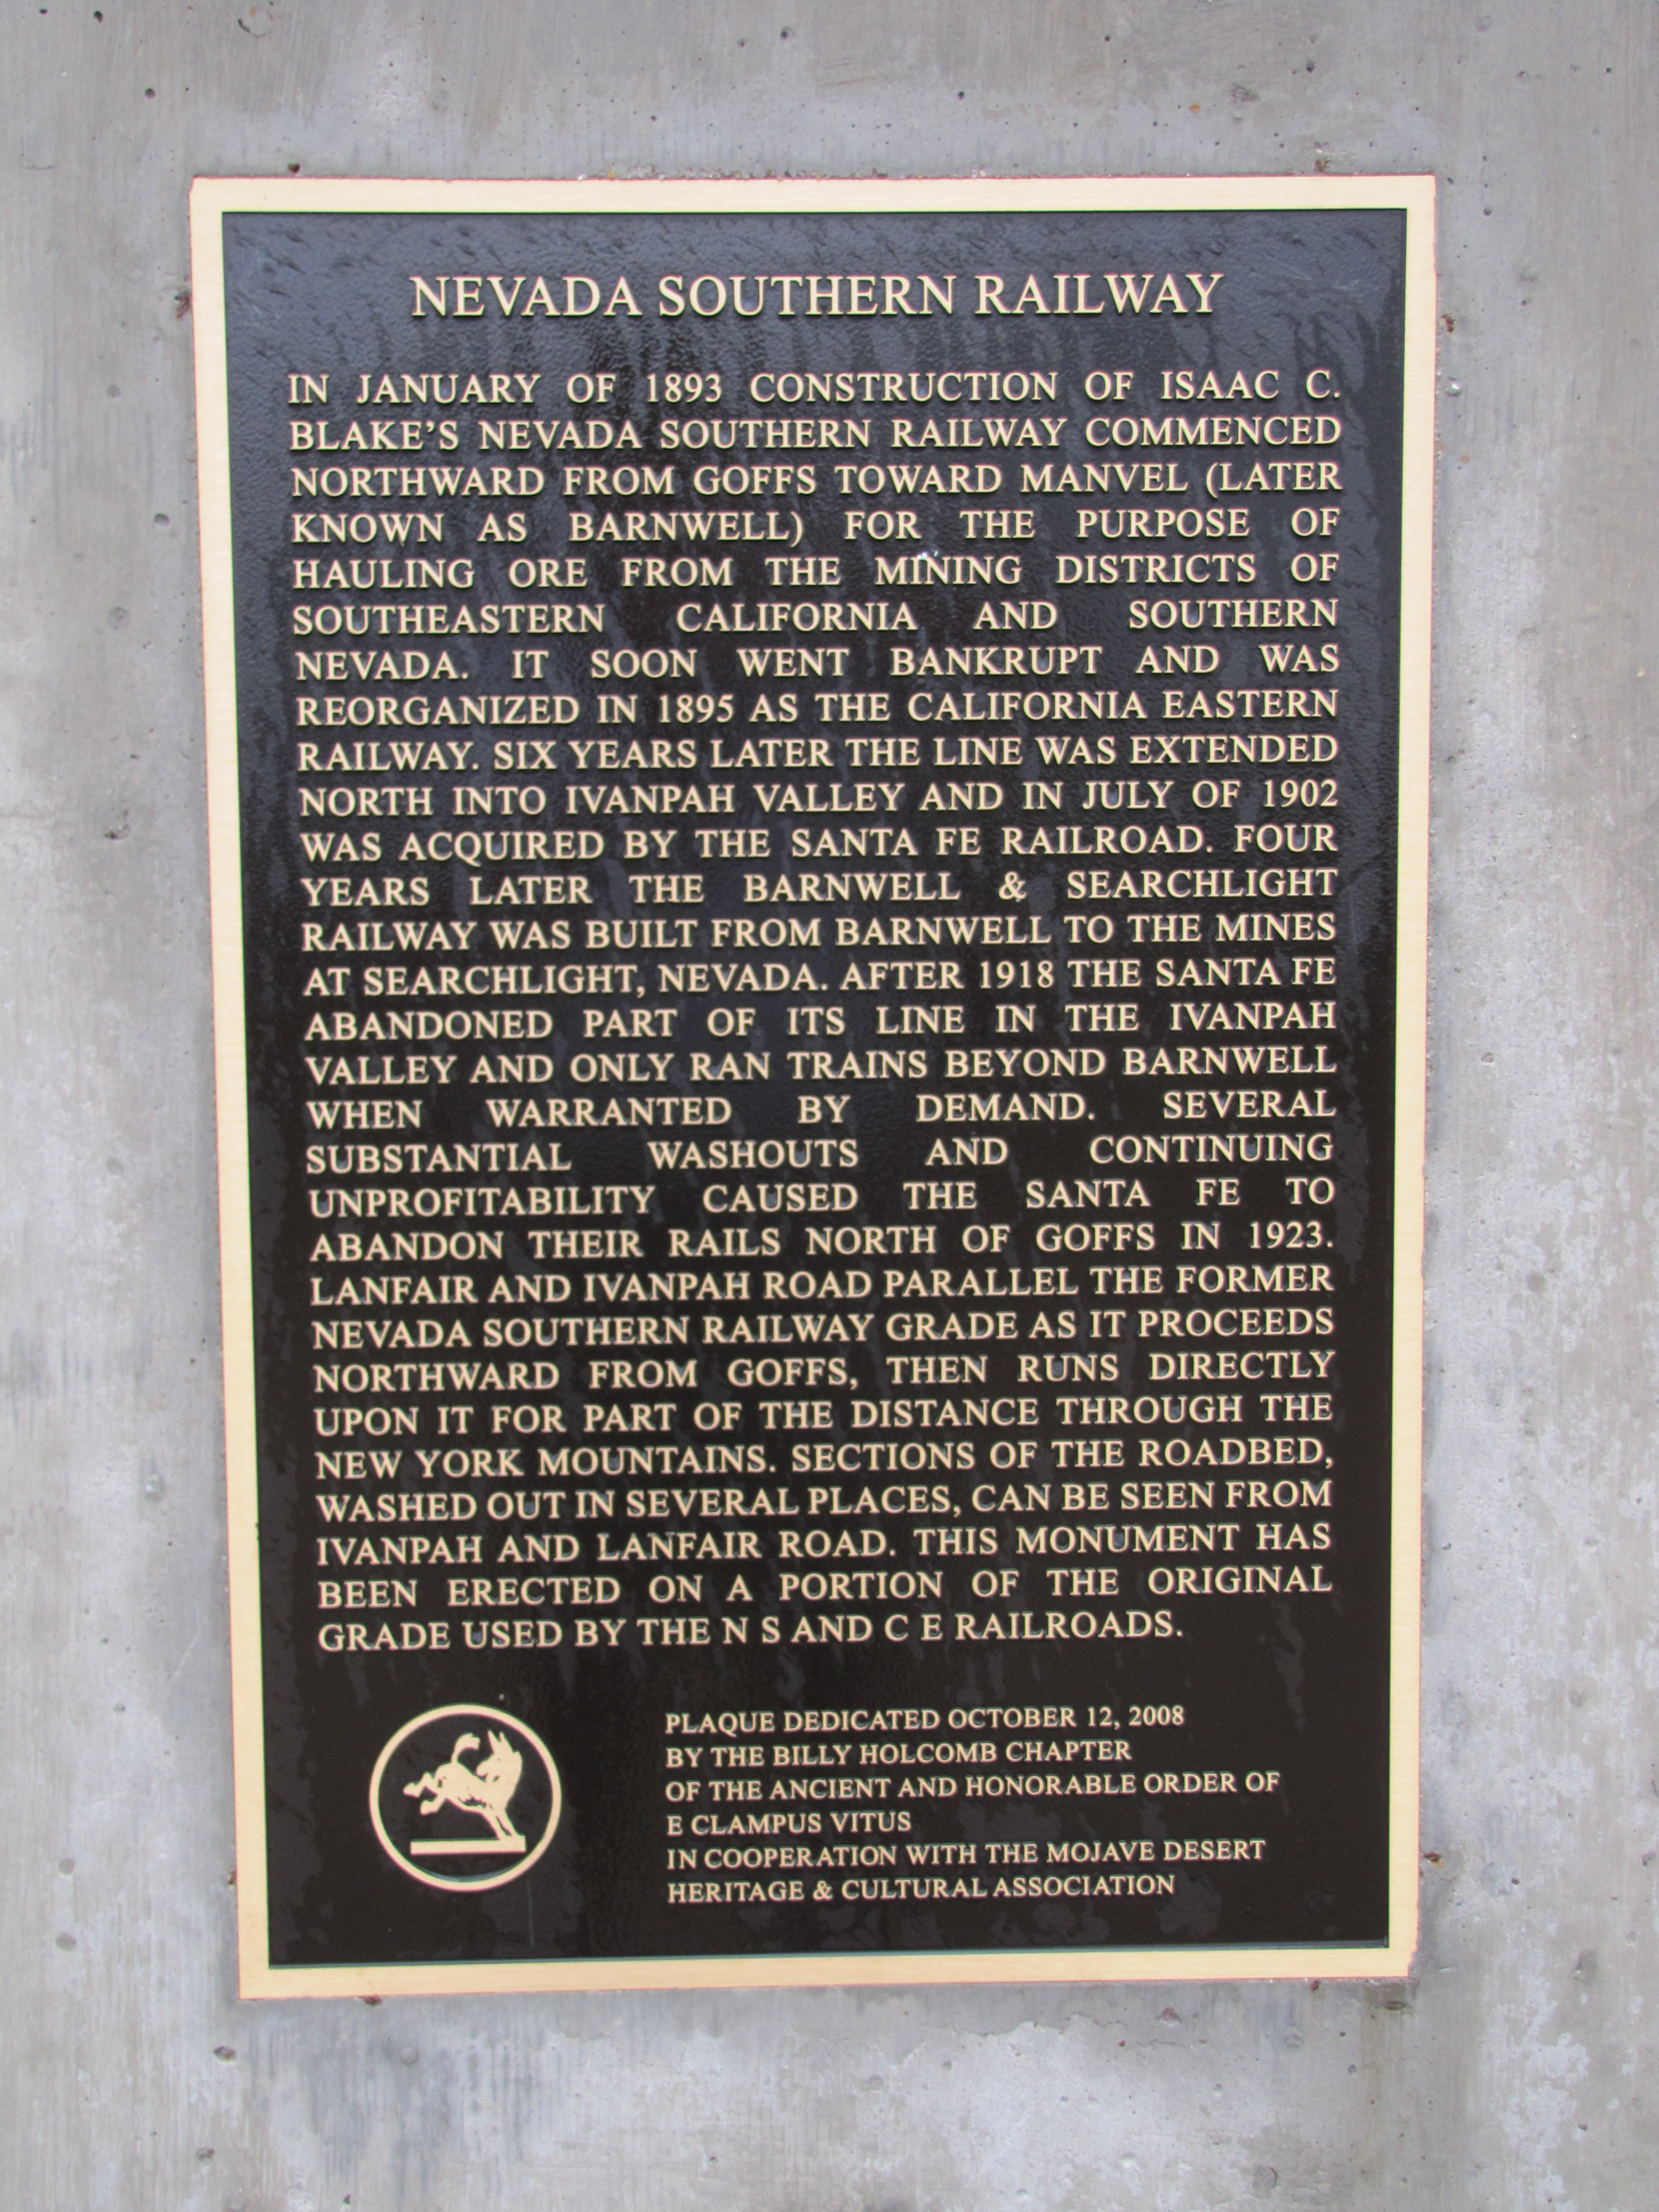 NEVADA SOUTHERN RAILWAY
IN JANUARY OF 1893 CONSTRUCTION OF ISAAC C.
BLAKE'S NEVADA SOUTHERN RAILWAY COMMENCED
NORTHWARD FROM GOFFS TOWARD MANVEL (LATER
KNOWN AS BARNWELL) FOR THE PURPOSE OF
HAULING ORE FROM THE MINING DISTRICTS OF
SOUTHEASTERN CALIFORNIA AND SOUTHERN
NEVADA. IT SOON WENT BANKRUPT AND WAS
REORGANIZED IN 1895 AS THE CALIFORNIA EASTERN
RAILWAY. SIX YEARS LATER THE LINE WAS EXTENDED
NORTH INTO IVANPAH VALLEY AND IN JULY OF 1902
WAS ACQUIRED BY THE SANTA FE RAILROAD. FOUR
YEARS LATER THE BARNWELL & SEARCHLIGHT
RAILWAY WAS BUILT FROM BARNWELL TO THE MINES
AT SEARCHLIGHT, NEVADA. AFTER 1918 THE SANTA FE
ABANDONED PART OF ITS LINE IN THE IVANPAH
VALLEY AND ONLY RAN TRAINS BEYOND BARNWELL
WHEN WARRANTED BY DEMAND. SEVERAL
SUBSTANTIAL WASHOUTS AND CONTINUING
UNPROFITABILITY CAUSED THE SANTA FE TO
ABANDON THEIR RAILS NORTH OF GOFFS IN 1923.
LANFAIR AND IVANPAH ROAD PARALLEL THE FORMER
NEVADA SOUTHERN RAILWAY GRADE AS IT PROCEEDS
NORTHWARD FROM GOFFS, THEN RUNS DIRECTLY
UPON IT FOR PART OF THE DISTANCE THROUGH THE
NEW YORK MOUNTAINS. SECTIONS OF THE ROADBED,
WASHED OUT IN SEVERAL PLACES, CAN BE SEEN FROM
IVANPAH AND LANFAIR ROAD. THIS MONUMENT HAS
BEEN ERECTED ON A PORTION OF THE ORIGINAL
GRADE USED BY THE N S AND C E RAILROADS.
PLAQUE DEDICATED OCTOBER 12, 2008
BY THE BILLY HOLCOMB CHAPTER
OF THE ANCIENT AND HONORABLE ORDER OF
E CLAMPUS VITUS
IN COOPERATION WITH THE MOJAVE DESERT
HERITAGE & CULTURAL ASSOCIATION